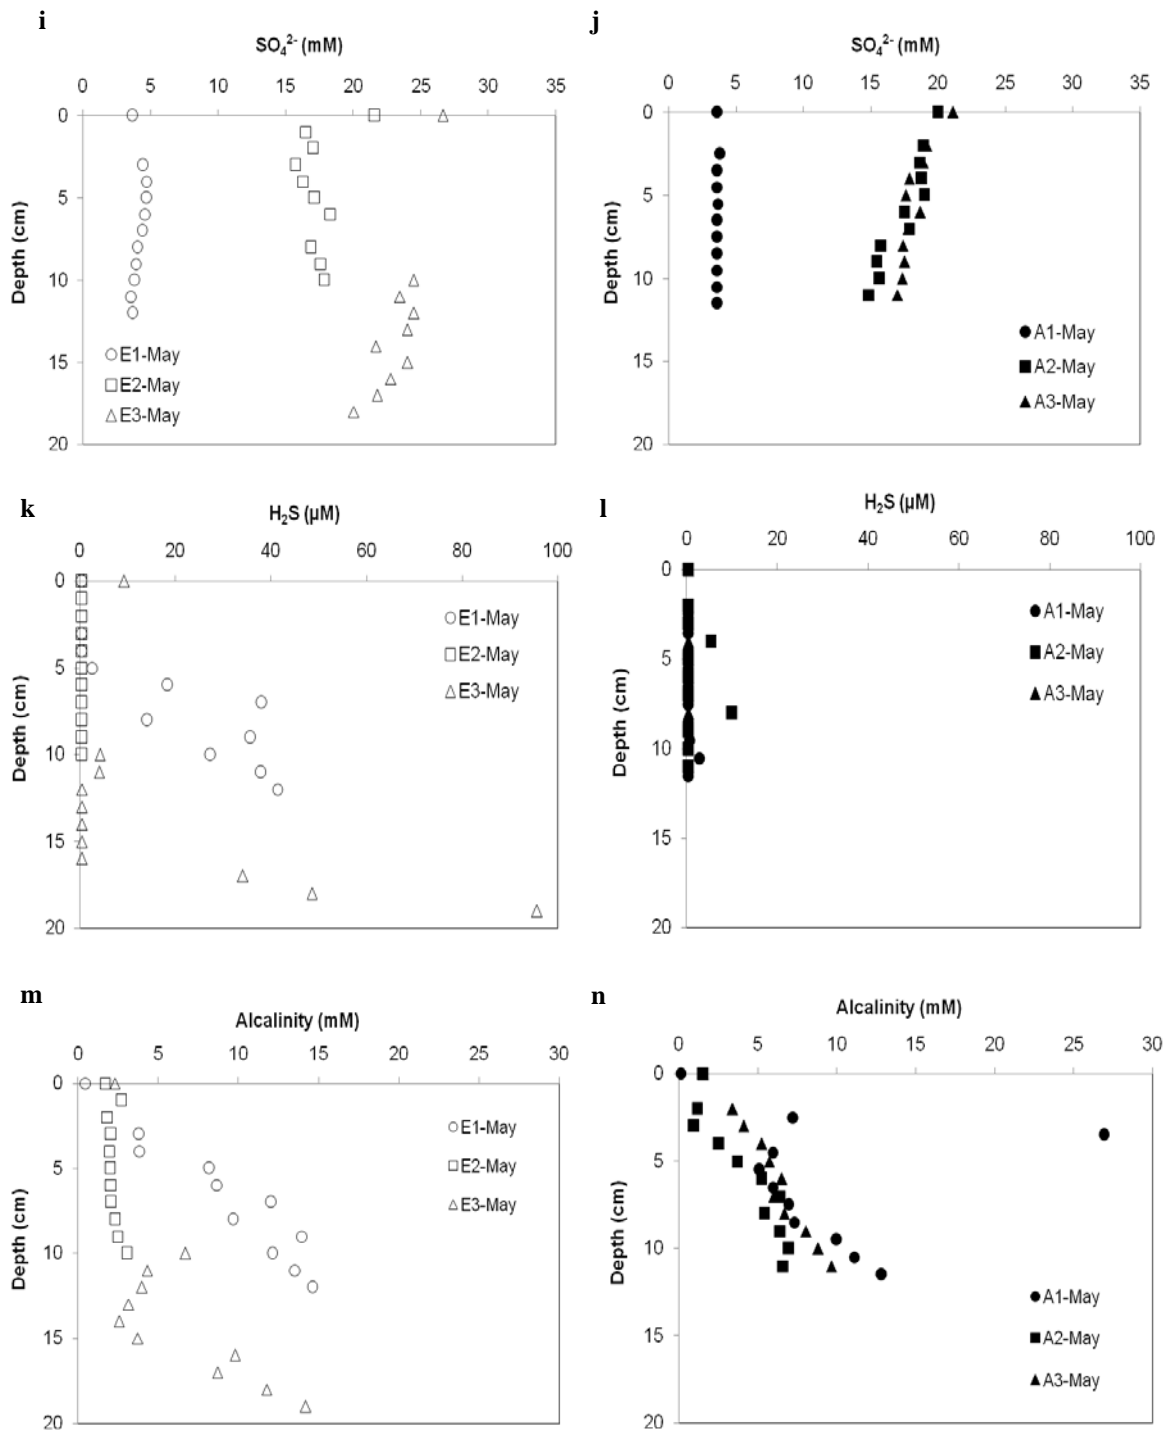 i
SO₄²⁻ (mM)
0 5 10 15 20 25 30 35
0
5
10
15
20
Depth (cm)
E1-May
E2-May
E3-May
j
SO₄²⁻ (mM)
0 5 10 15 20 25 30 35
0
5
10
15
20
Depth (cm)
A1-May
A2-May
A3-May
k
H₂S (µM)
0 20 40 60 80 100
0
5
10
15
20
Depth (cm)
E1-May
E2-May
E3-May
l
H₂S (µM)
0 20 40 60 80 100
0
5
10
15
20
Depth (cm)
A1-May
A2-May
A3-May
m
Alcalinity (mM)
0 5 10 15 20 25 30
0
5
10
15
20
Depth (cm)
E1-May
E2-May
E3-May
n
Alcalinity (mM)
0 5 10 15 20 25 30
0
5
10
15
20
Depth (cm)
A1-May
A2-May
A3-May